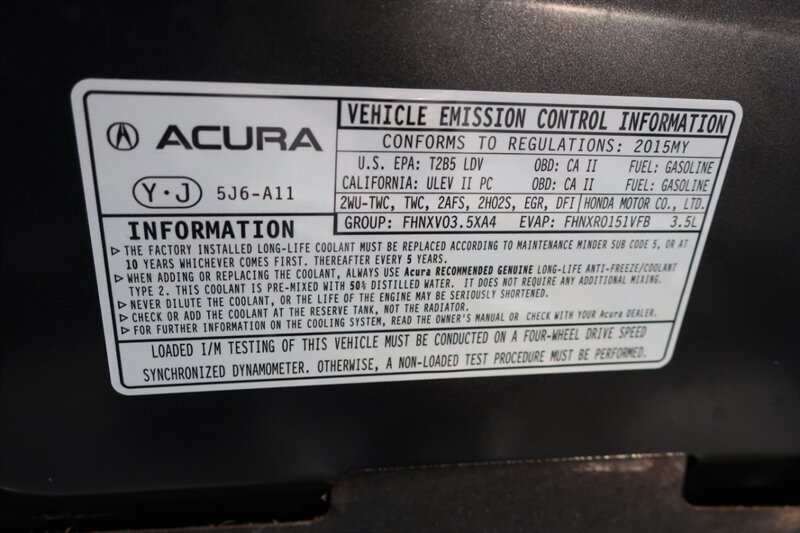 ACURA
Y·J 5J6-A11
VEHICLE EMISSION CONTROL INFORMATION
CONFORMS TO REGULATIONS: 2015MY
U.S. EPA: T2B5 LDV OBD: CA II FUEL: GASOLINE
CALIFORNIA: ULEV II PC OBD: CA II FUEL: GASOLINE
2WU-TWC, TWC, 2AFS, 2HO2S, EGR, DFI HONDA MOTOR CO., LTD.
GROUP: FHNXV03.5XA4 EVAP: FHNXR0151VFB 3.5L
INFORMATION
▷ THE FACTORY INSTALLED LONG-LIFE COOLANT MUST BE REPLACED ACCORDING TO MAINTENANCE MINDER SUB CODE 5, OR AT
10 YEARS WHICHEVER COMES FIRST. THEREAFTER EVERY 5 YEARS.
▷ WHEN ADDING OR REPLACING THE COOLANT, ALWAYS USE Acura RECOMMENDED GENUINE LONG-LIFE ANTI-FREEZE/COOLANT
TYPE 2. THIS COOLANT IS PRE-MIXED WITH 50% DISTILLED WATER. IT DOES NOT REQUIRE ANY ADDITIONAL MIXING.
▷ NEVER DILUTE THE COOLANT, OR THE LIFE OF THE ENGINE MAY BE SERIOUSLY SHORTENED.
▷ CHECK OR ADD THE COOLANT AT THE RESERVE TANK, NOT THE RADIATOR.
▷ FOR FURTHER INFORMATION ON THE COOLING SYSTEM, READ THE OWNER'S MANUAL OR CHECK WITH YOUR Acura DEALER.
LOADED I/M TESTING OF THIS VEHICLE MUST BE CONDUCTED ON A FOUR-WHEEL DRIVE SPEED
SYNCHRONIZED DYNAMOMETER. OTHERWISE, A NON-LOADED TEST PROCEDURE MUST BE PERFORMED.